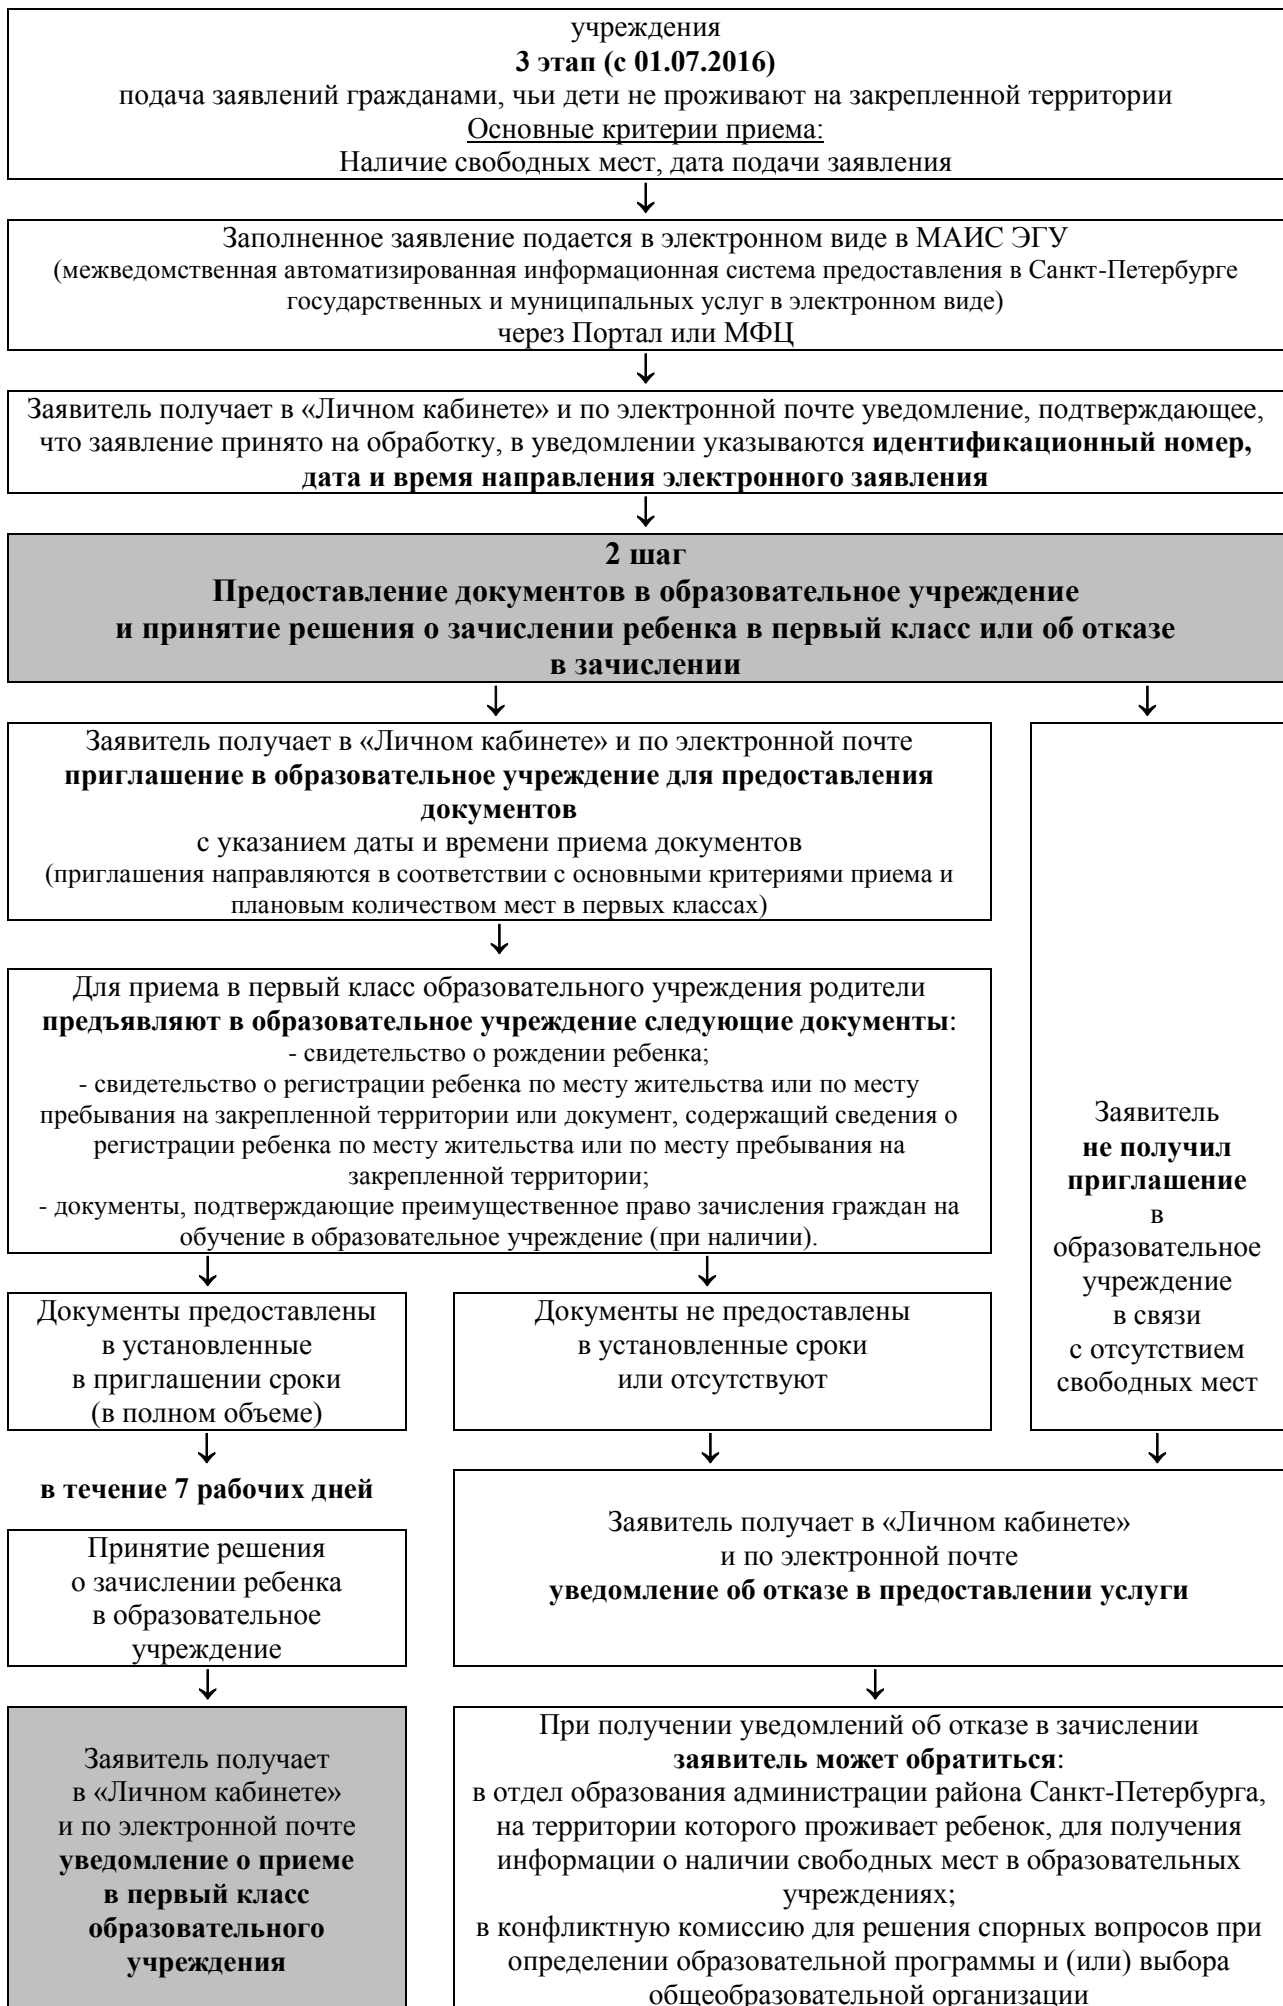 учреждения
3 этап (с 01.07.2016)
подача заявлений гражданами, чьи дети не проживают на закрепленной территории
Основные критерии приема:
Наличие свободных мест, дата подачи заявления
Заполненное заявление подается в электронном виде в МАИС ЭГУ
(межведомственная автоматизированная информационная система предоставления в Санкт-Петербурге
государственных и муниципальных услуг в электронном виде)
через Портал или МФЦ
Заявитель получает в «Личном кабинете» и по электронной почте уведомление, подтверждающее,
что заявление принято на обработку, в уведомлении указываются идентификационный номер,
дата и время направления электронного заявления
2 шаг
Предоставление документов в образовательное учреждение
и принятие решения о зачислении ребенка в первый класс или об отказе
в зачислении
Заявитель получает в «Личном кабинете» и по электронной почте
приглашение в образовательное учреждение для предоставления
документов
с указанием даты и времени приема документов
(приглашения направляются в соответствии с основными критериями приема и
плановым количеством мест в первых классах)
Для приема в первый класс образовательного учреждения родители
предъявляют в образовательное учреждение следующие документы:
- свидетельство о рождении ребенка;
- свидетельство о регистрации ребенка по месту жительства или по месту
пребывания на закрепленной территории или документ, содержащий сведения о
регистрации ребенка по месту жительства или по месту пребывания на
закрепленной территории;
- документы, подтверждающие преимущественное право зачисления граждан на
обучение в образовательное учреждение (при наличии).
Заявитель
не получил
приглашение
в
образовательное
учреждение
в связи
с отсутствием
свободных мест
Документы предоставлены
в установленные
в приглашении сроки
(в полном объеме)
Документы не предоставлены
в установленные сроки
или отсутствуют
в течение 7 рабочих дней
Принятие решения
о зачислении ребенка
в образовательное
учреждение
Заявитель получает в «Личном кабинете»
и по электронной почте
уведомление об отказе в предоставлении услуги
Заявитель получает
в «Личном кабинете»
и по электронной почте
уведомление о приеме
в первый класс
образовательного
учреждения
При получении уведомлений об отказе в зачислении
заявитель может обратиться:
в отдел образования администрации района Санкт-Петербурга,
на территории которого проживает ребенок, для получения
информации о наличии свободных мест в образовательных
учреждениях;
в конфликтную комиссию для решения спорных вопросов при
определении образовательной программы и (или) выбора
общеобразовательной организации